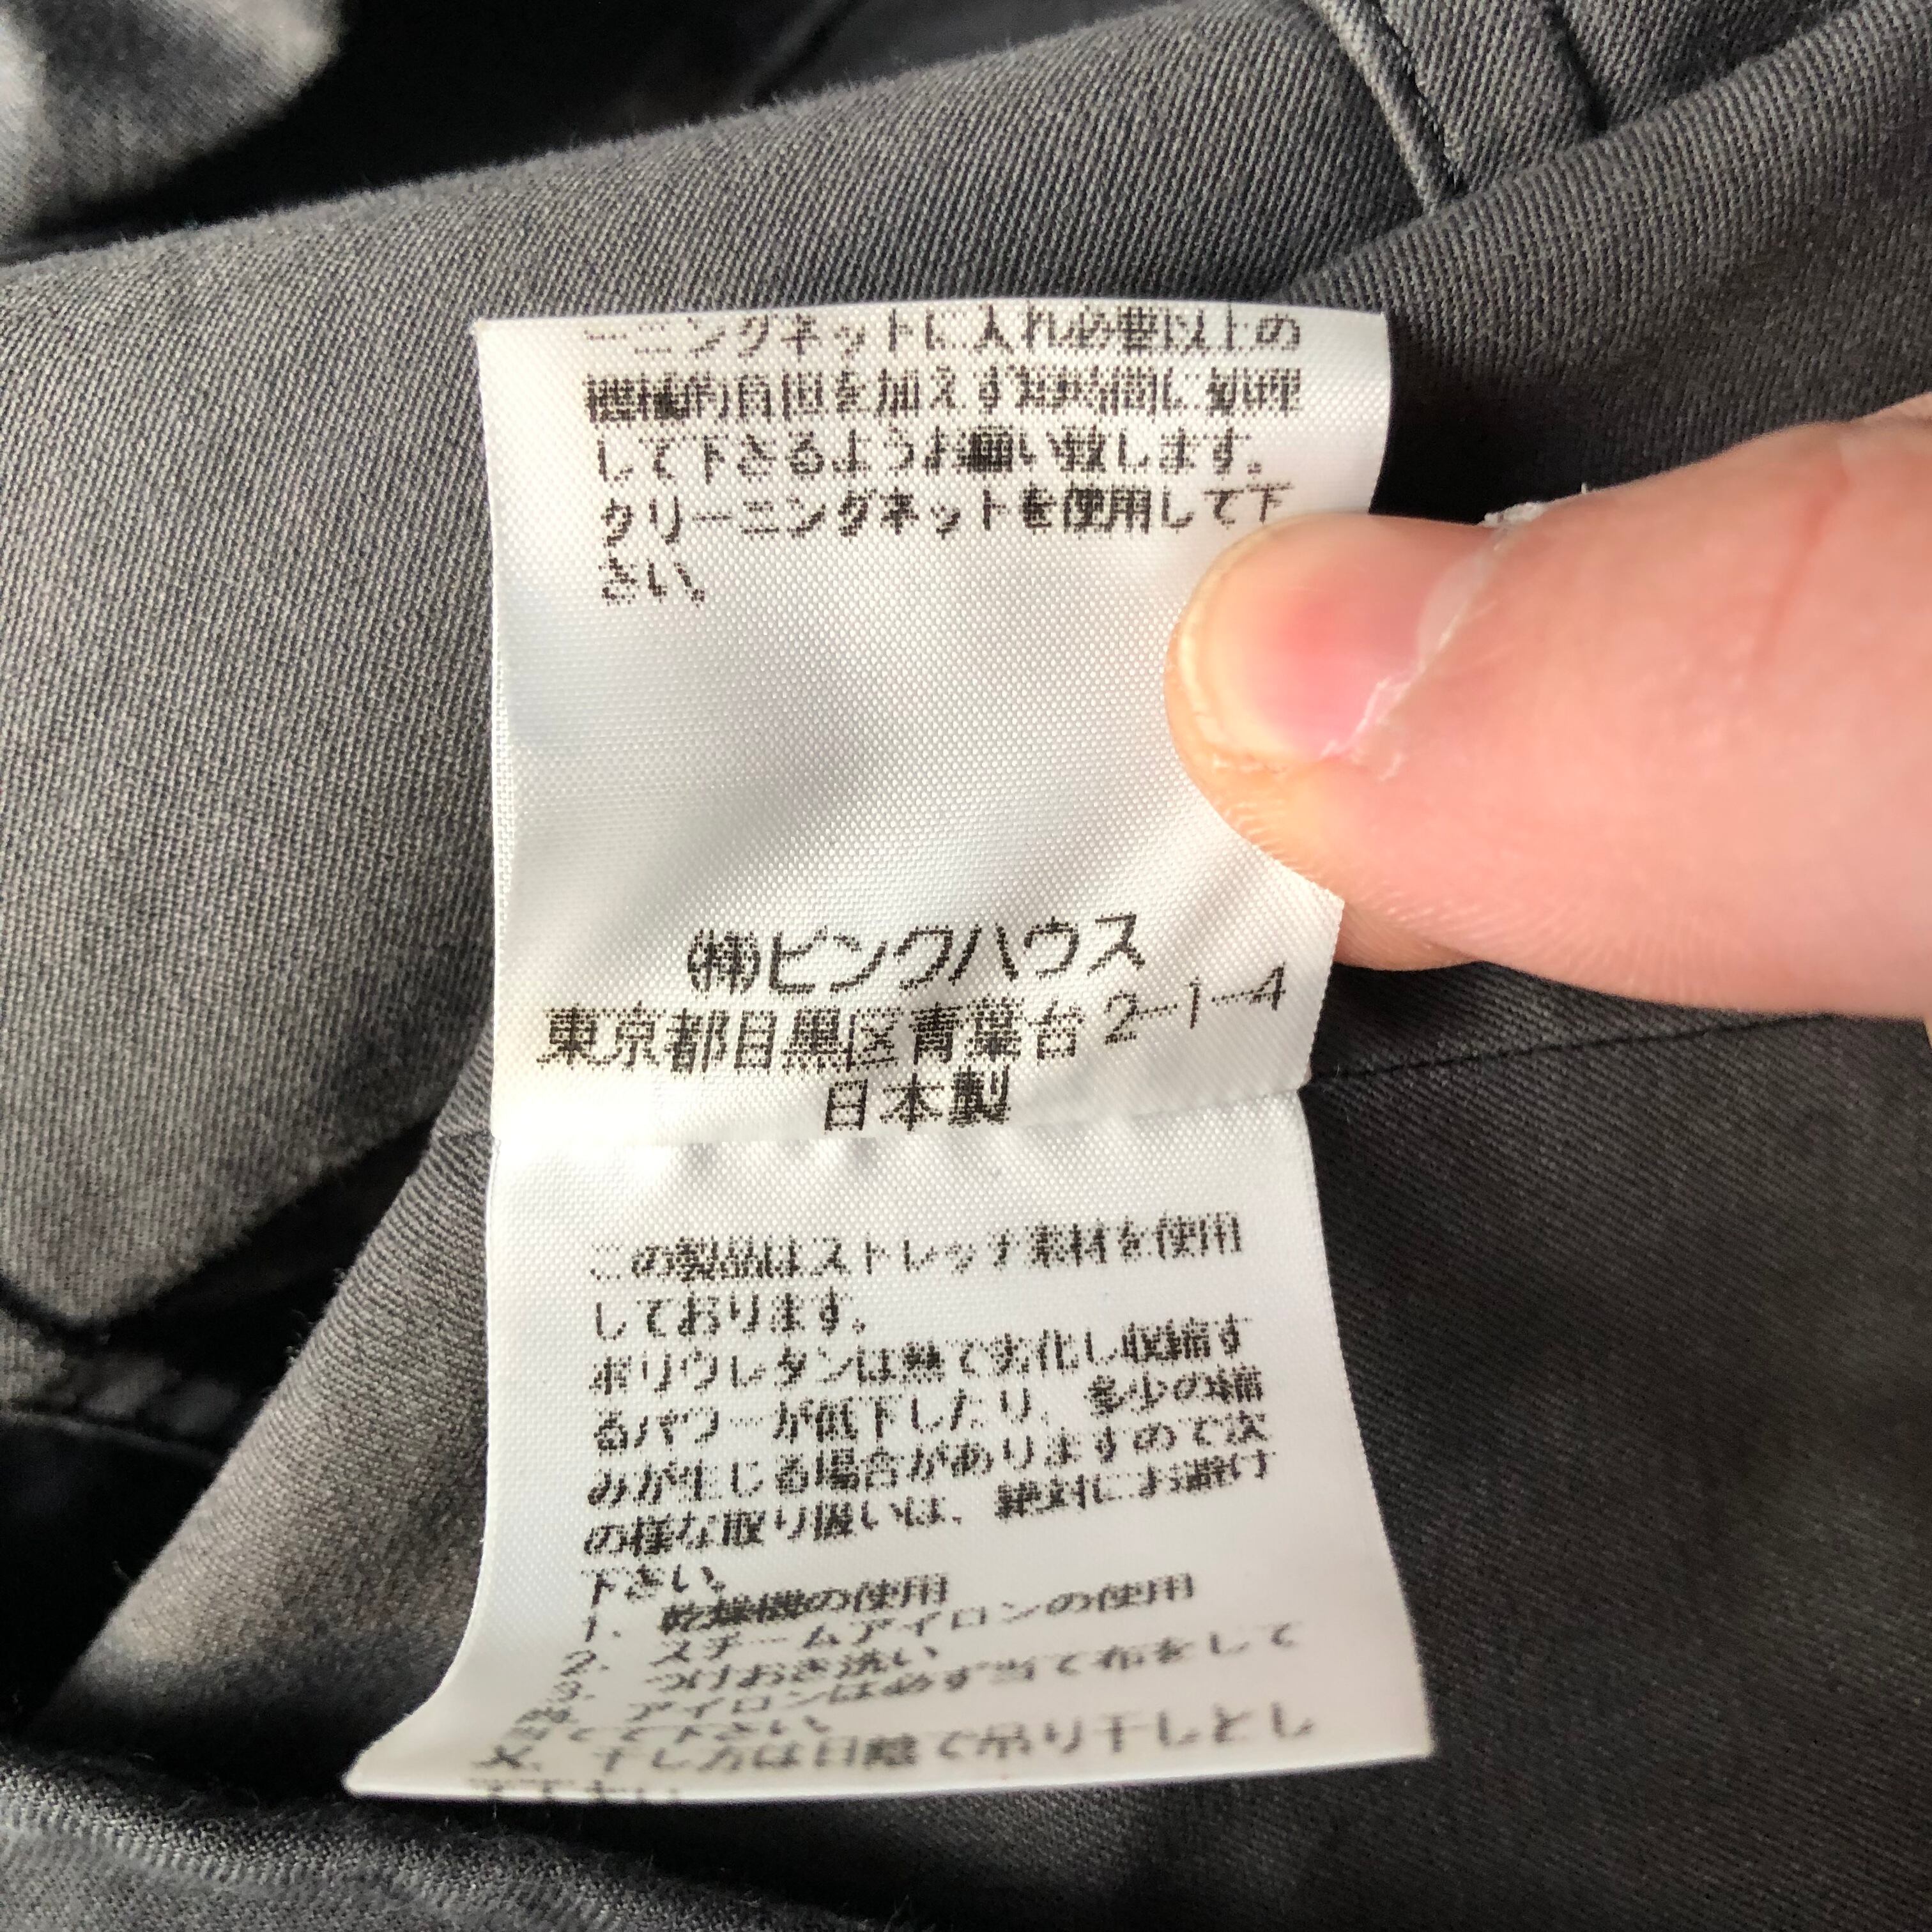 ーニングネットに入れ必要以上の
機械的負担を加えず短時間に処理
して下さるようお願い致します。
クリーニングネットを使用して下
さい。
㈱ピンクハウス
東京都目黒区青葉台2-1-4
日本製
この製品はストレッチ素材を使用
しております。
ポリウレタンは熱で劣化し収縮す
るパワーが低下したり、多少の縮
みが生じる場合がありますので次
の様な取り扱いは、絶対にお避け
下さい。
1、乾燥機の使用
2、スチームアイロンの使用
3、つけおき洗い
尚、アイロンは必ず当て布をして
当てて下さい。
又、干し方は日陰で吊り干しとし
て下さい。